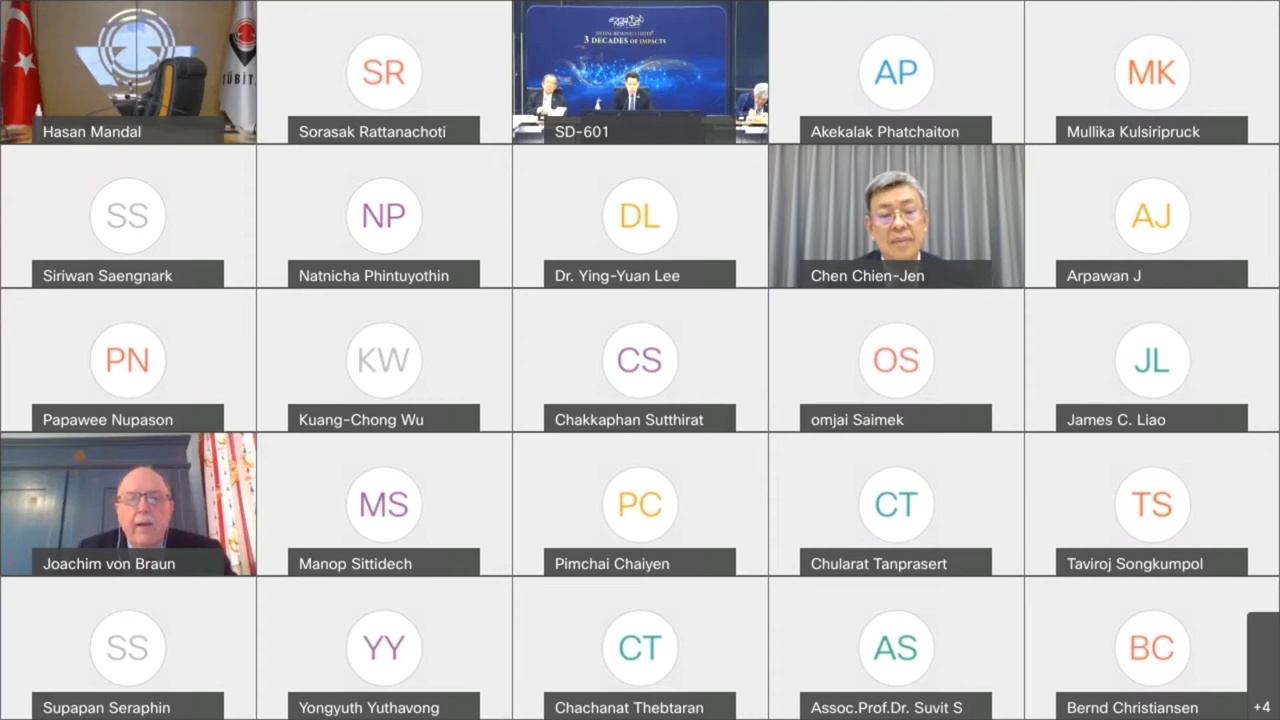 TÜBİT
Hasan Mandal
SR
Sorasak Rattanachoti
NSTDA BEYOND LIMITS
3 DECADES OF IMPACTS
SD-601
AP
Akekalak Phatchaiton
MK
Mullika Kulsiripruck
SS
Siriwan Saengnark
NP
Natnicha Phintuyothin
DL
Dr. Ying-Yuan Lee
Chen Chien-Jen
AJ
Arpawan J
PN
Papawee Nupason
KW
Kuang-Chong Wu
CS
Chakkaphan Sutthirat
OS
omjai Saimek
JL
James C. Liao
Joachim von Braun
MS
Manop Sittidech
PC
Pimchai Chaiyen
CT
Chularat Tanprasert
TS
Taviroj Songkumpol
SS
Supapan Seraphin
YY
Yongyuth Yuthavong
CT
Chachanat Thebtaran
AS
Assoc.Prof.Dr. Suvit S
BC
Bernd Christiansen
+4